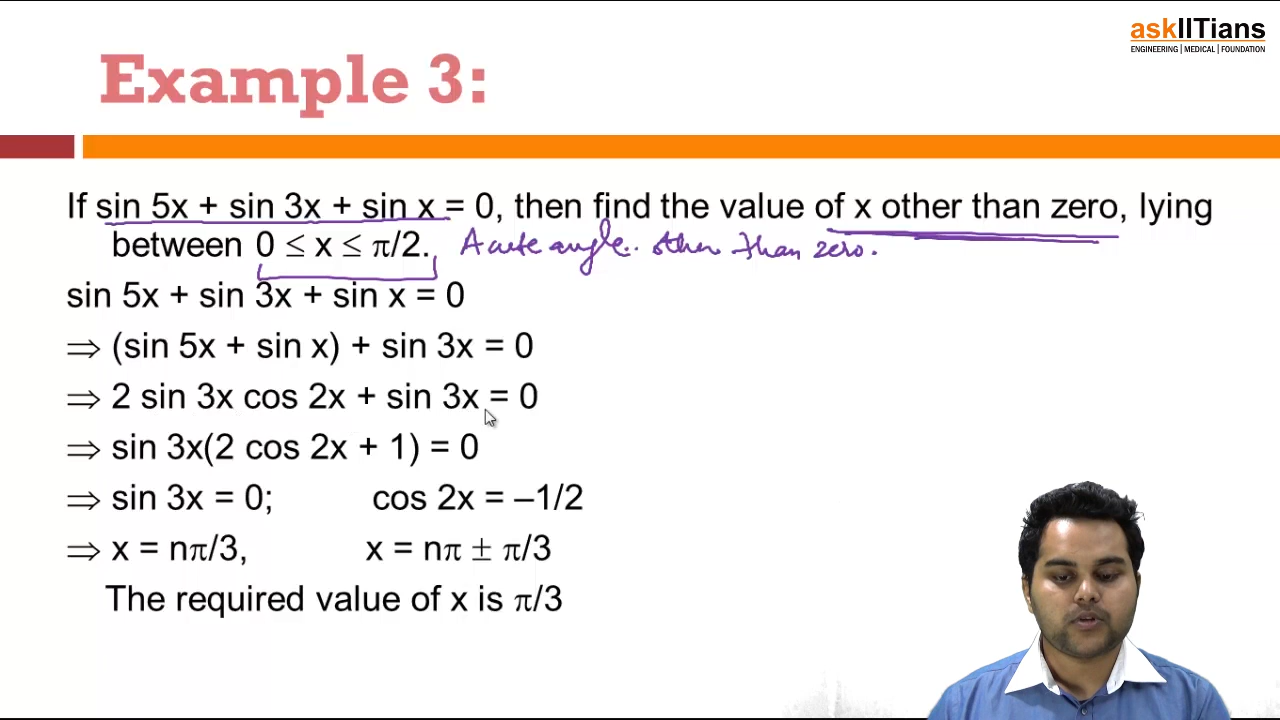 askIITians
ENGINEERING | MEDICAL | FOUNDATION
Example 3:
If sin 5x + sin 3x + sin x = 0, then find the value of x other than zero, lying
between 0 ≤ x ≤ π/2. Acute angle.. other than zero.
sin 5x + sin 3x + sin x = 0
⇒ (sin 5x + sin x) + sin 3x = 0
⇒ 2 sin 3x cos 2x + sin 3x = 0
⇒ sin 3x(2 cos 2x + 1) = 0
⇒ sin 3x = 0; cos 2x = –1/2
⇒ x = nπ/3, x = nπ ± π/3
The required value of x is π/3